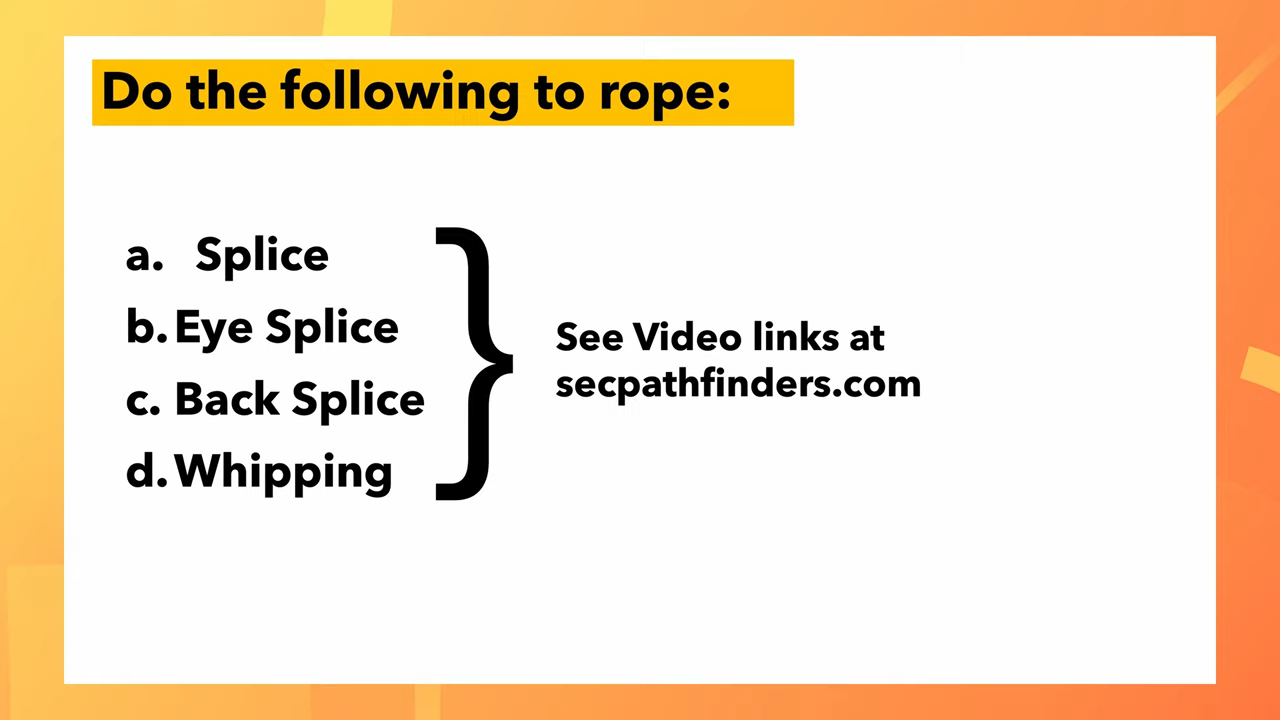 Do the following to rope:
a. Splice
b. Eye Splice
c. Back Splice
d. Whipping
See Video links at
secpathfinders.com